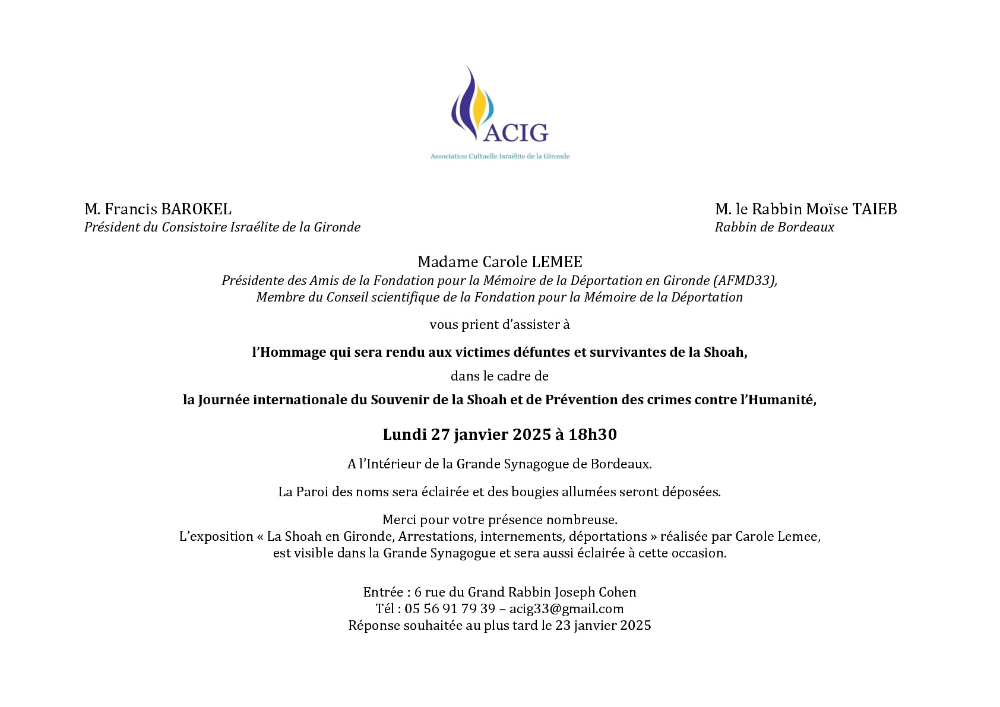 ACIG
Association Cultuelle Israëlite de la Gironde
M. Francis BAROKEL
Président du Consistoire Israélite de la Gironde
M. le Rabbin Moïse TAIEB
Rabbin de Bordeaux
Madame Carole LEMEE
Présidente des Amis de la Fondation pour la Mémoire de la Déportation en Gironde (AFMD33),
Membre du Conseil scientifique de la Fondation pour la Mémoire de la Déportation
vous prient d’assister à
l’Hommage qui sera rendu aux victimes défuntes et survivantes de la Shoah,
dans le cadre de
la Journée internationale du Souvenir de la Shoah et de Prévention des crimes contre l’Humanité,
Lundi 27 janvier 2025 à 18h30
A l’Intérieur de la Grande Synagogue de Bordeaux.
La Paroi des noms sera éclairée et des bougies allumées seront déposées.
Merci pour votre présence nombreuse.
L’exposition « La Shoah en Gironde, Arrestations, internements, déportations » réalisée par Carole Lemee,
est visible dans la Grande Synagogue et sera aussi éclairée à cette occasion.
Entrée : 6 rue du Grand Rabbin Joseph Cohen
Tél : 05 56 91 79 39 – acig33@gmail.com
Réponse souhaitée au plus tard le 23 janvier 2025